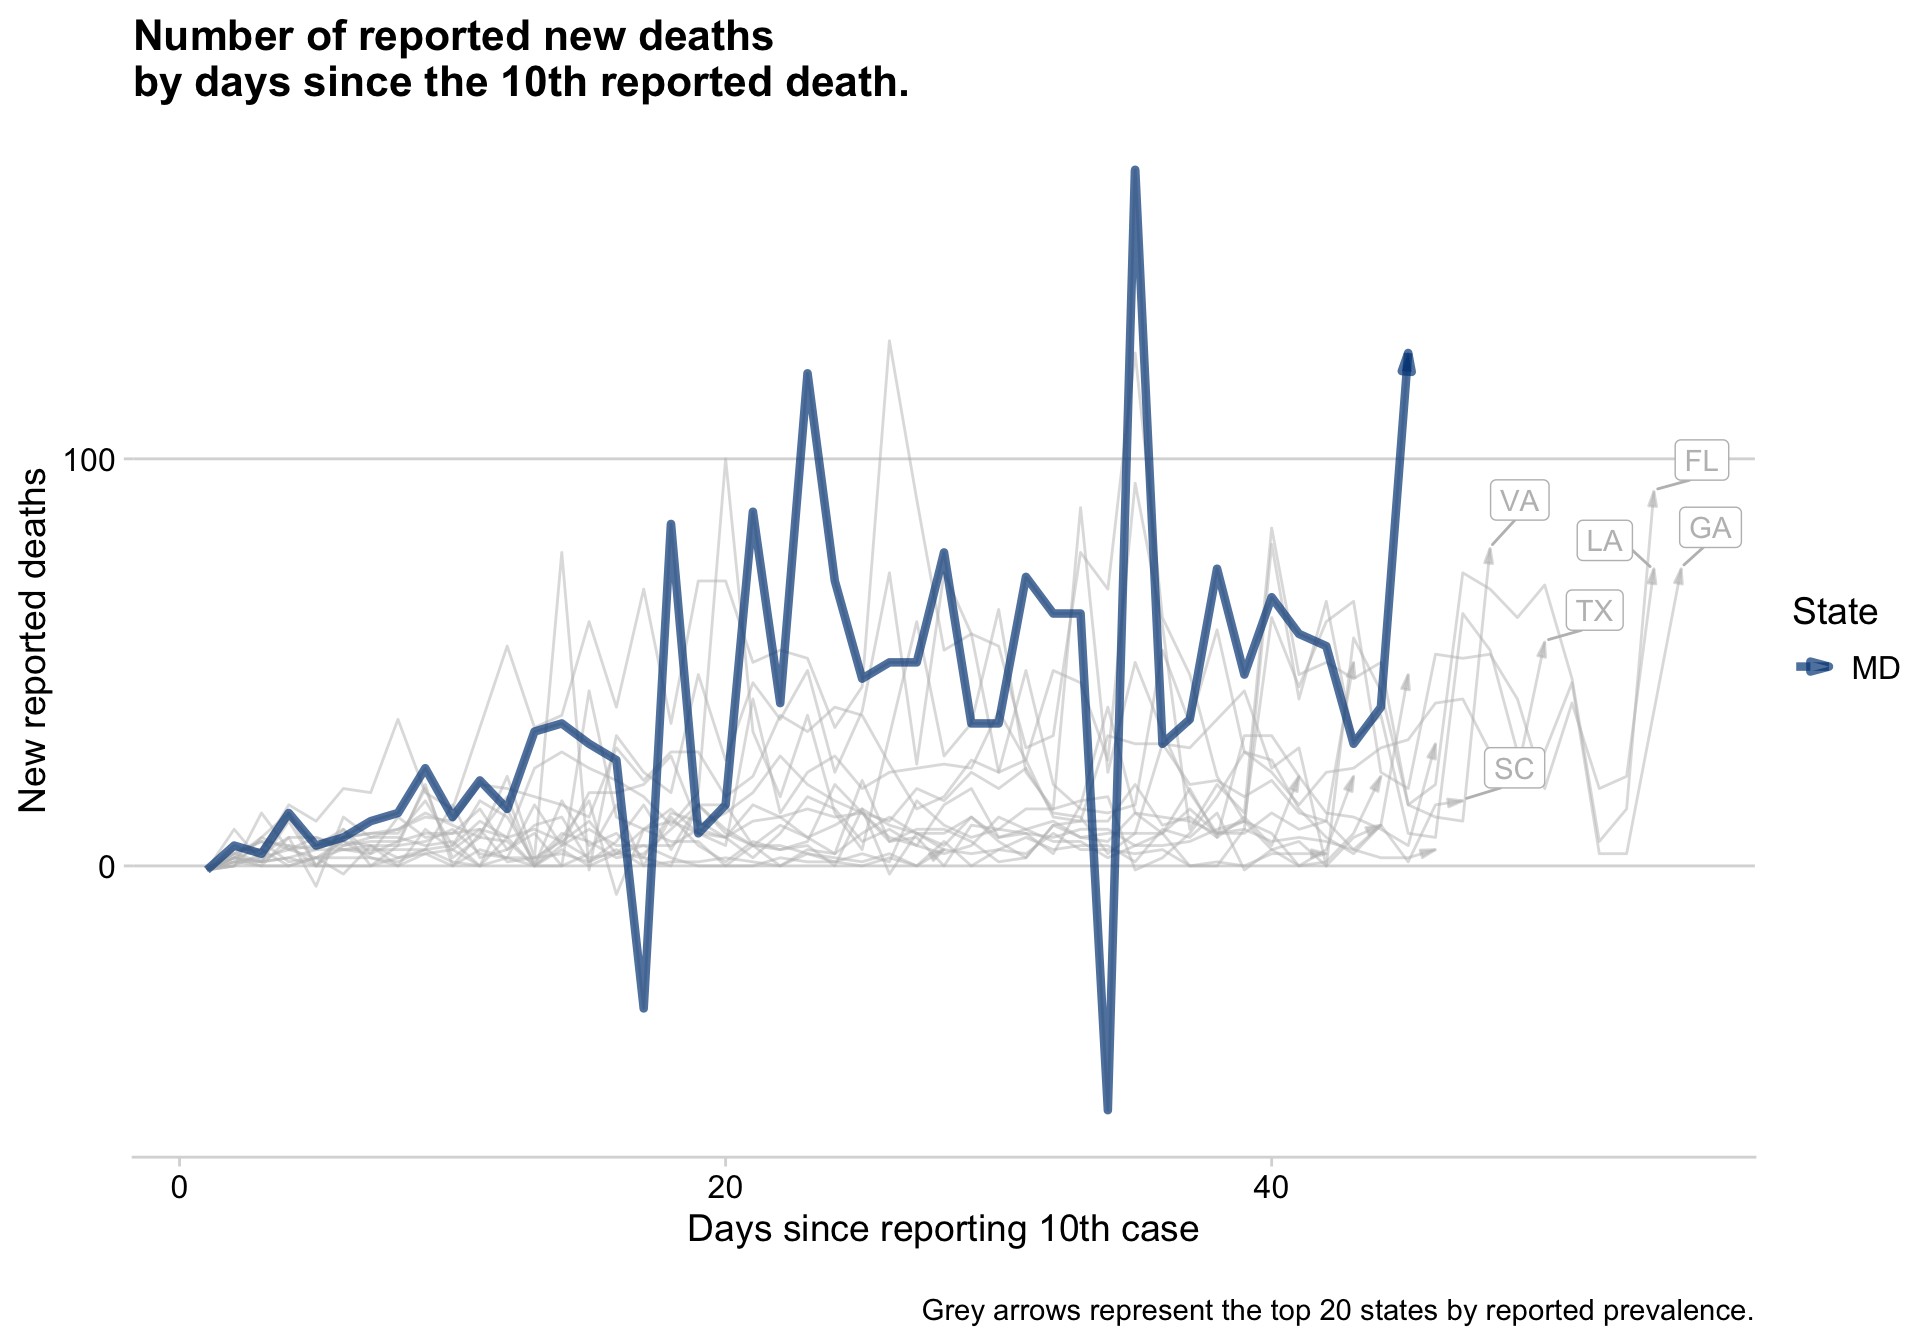 Number of reported new deaths
by days since the 10th reported death.
New reported deaths
100
0
FL
VA
GA
LA
TX
SC
State
MD
0
20
40
Days since reporting 10th case
Grey arrows represent the top 20 states by reported prevalence.